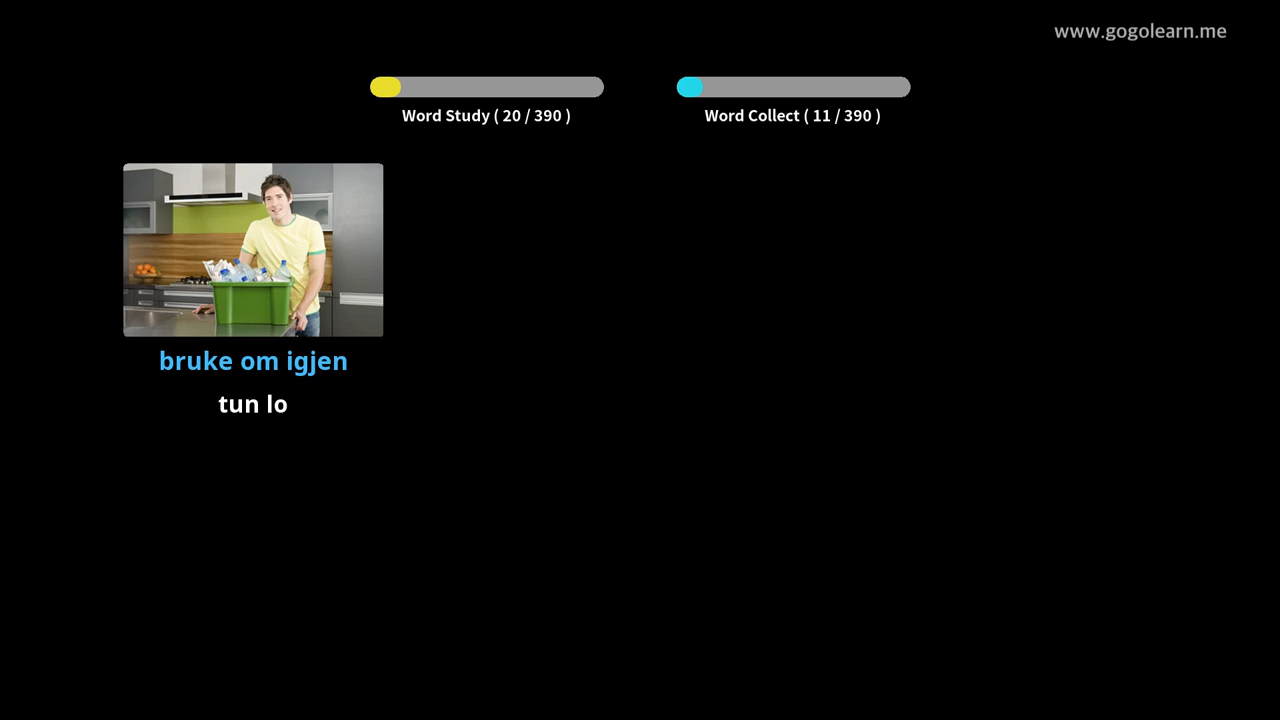 www.gogolearn.me
Word Study ( 20 / 390 )
Word Collect ( 11 / 390 )
bruke om igjen
tun lo